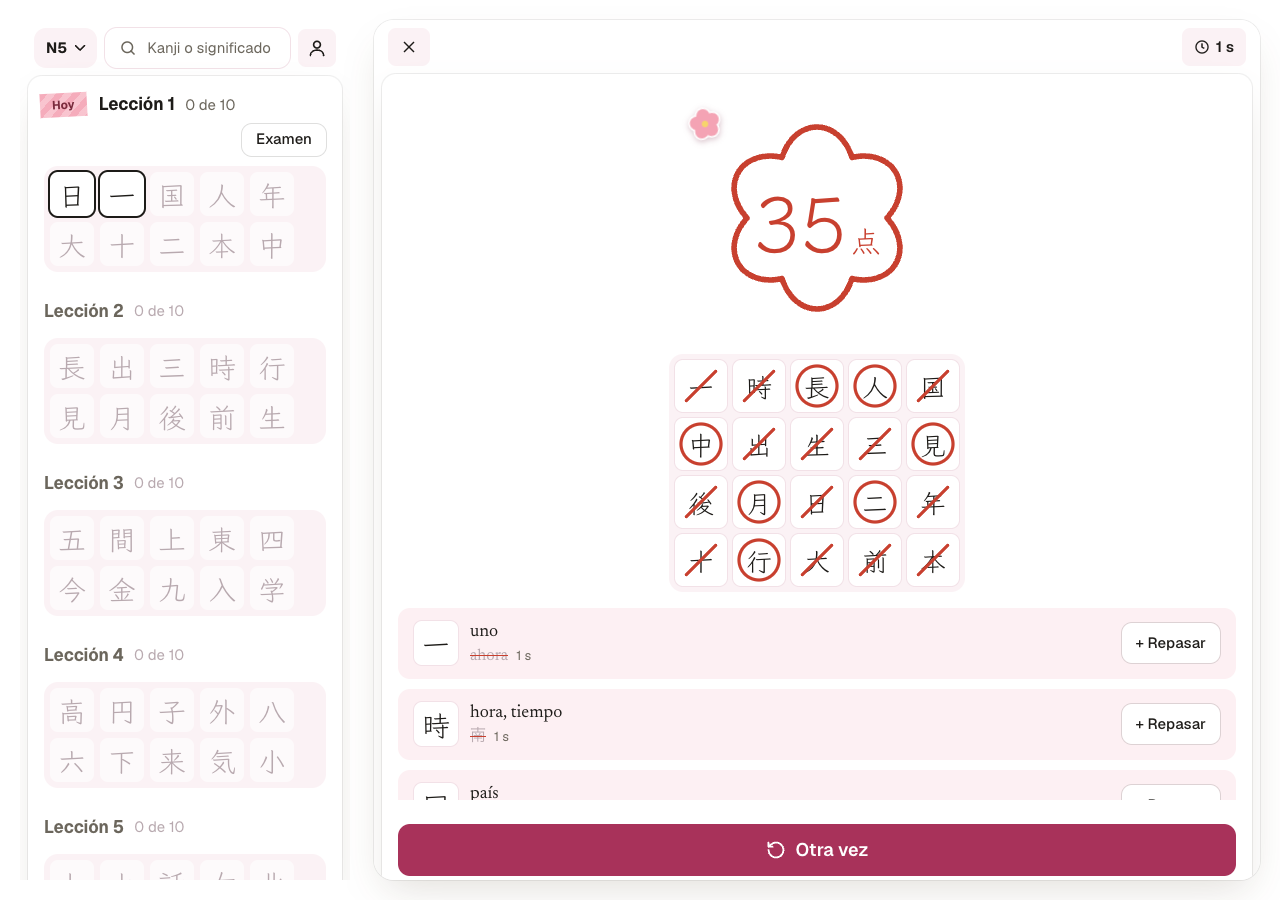 N5
Kanji o significado
Hoy
Lección 1
0 de 10
Examen
日 一 国 人 年
大 十 二 本 中
Lección 2
0 de 10
長 出 三 時 行
見 月 後 前 生
Lección 3
0 de 10
五 間 上 東 四
今 金 九 入 学
Lección 4
0 de 10
高 円 子 外 八
六 下 来 気 小
Lección 5
0 de 10
1 s
35点
一 時 長 人 国
中 出 生 三 見
後 月 日 二 年
十 行 大 前 本
一
uno
ahora 1 s
+ Repasar
時
hora, tiempo
南 1 s
+ Repasar
país
Otra vez